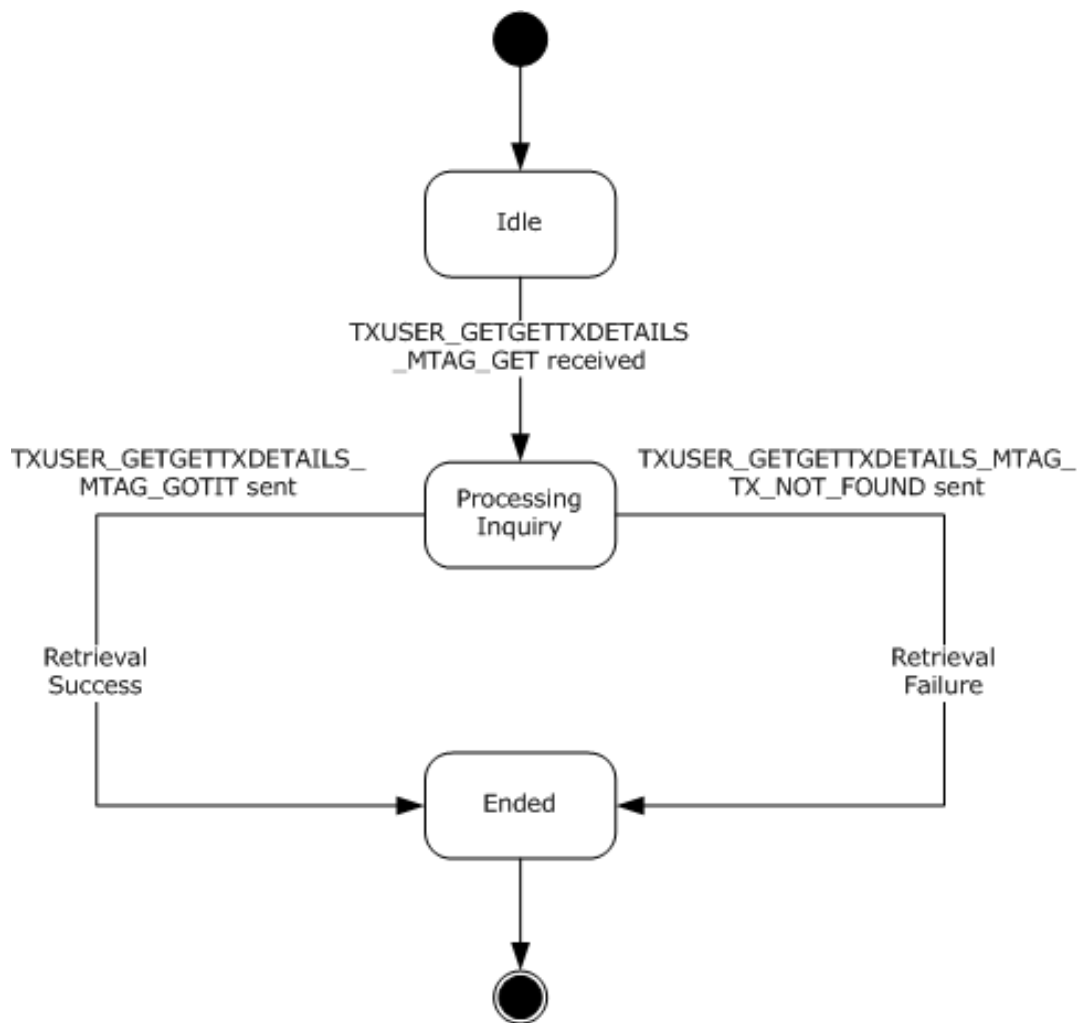 Idle
TXUSER_GETGETTXDETAILS
_MTAG_GET received
TXUSER_GETGETTXDETAILS_
MTAG_GOTIT sent
TXUSER_GETGETTXDETAILS_MTAG_
TX_NOT_FOUND sent
Processing
Inquiry
Retrieval
Success
Retrieval
Failure
Ended